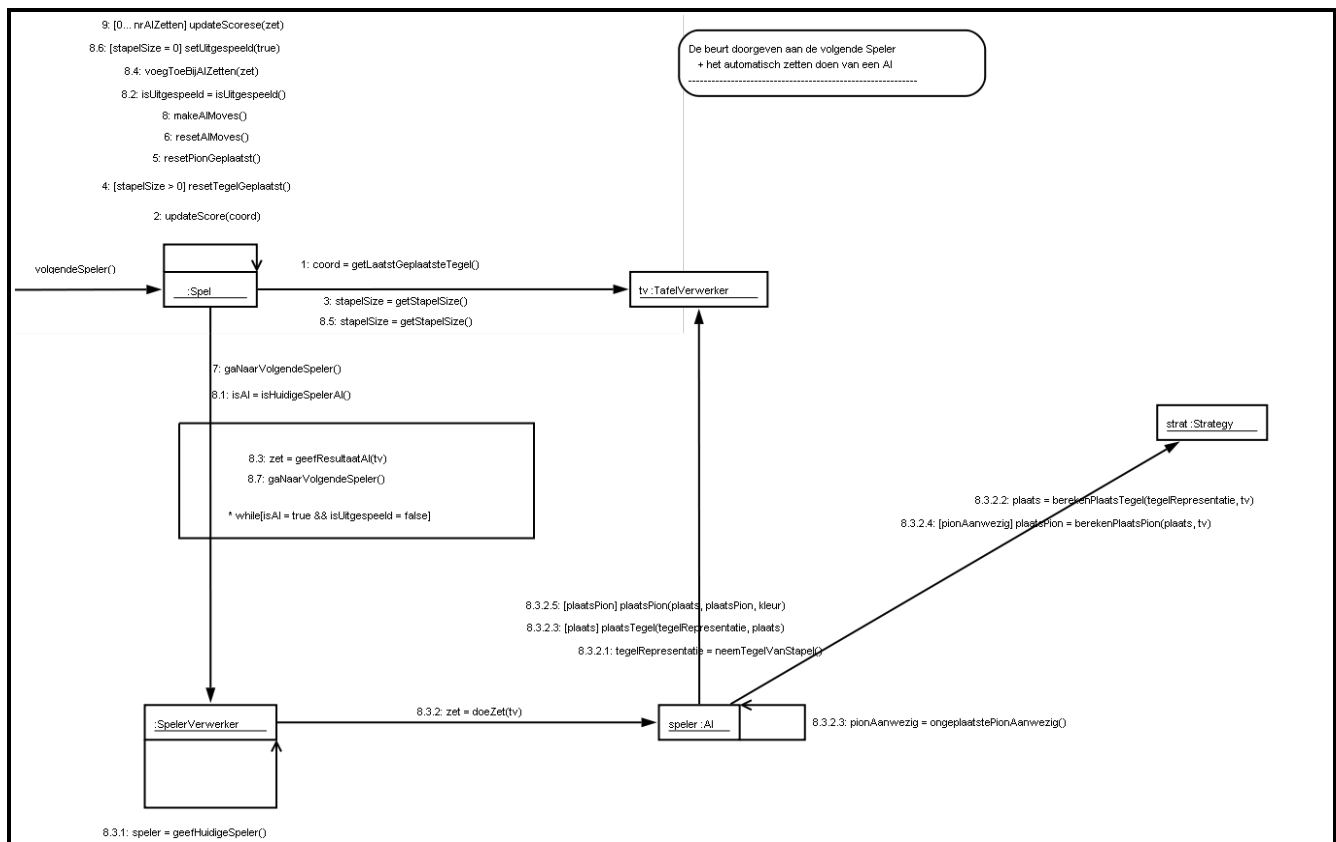 9: [0... nrAIZetten] updateScorese(zet)
8.6: [stapelSize = 0] setUitgespeeld(true)
8.4: voegToeBijAIZetten(zet)
8.2: isUitgespeeld = isUitgespeeld()
8: makeAIMoves()
6: resetAIMoves()
5: resetPionGeplaatst()
4: [stapelSize > 0] resetTegelGeplaatst()
2: updateScore(coord)
De beurt doorgeven aan de volgende Speler
+ het automatisch zetten doen van een AI
--------------------------------------------------------
volgendeSpeler()
:Spel
1: coord = getLaatstGeplaatsteTegel()
3: stapelSize = getStapelSize()
8.5: stapelSize = getStapelSize()
tv :TafelVerwerker
7: gaNaarVolgendeSpeler()
8.1: isAI = isHuidigeSpelerAI()
8.3: zet = geefResultaatAI(tv)
8.7: gaNaarVolgendeSpeler()
* while[isAI = true && isUitgespeeld = false]
strat :Strategy
8.3.2.2: plaats = berekenPlaatsTegel(tegelRepresentatie, tv)
8.3.2.4: [pionAanwezig] plaatsPion = berekenPlaatsPion(plaats, tv)
8.3.2.5: [plaatsPion] plaatsPion(plaats, plaatsPion, kleur)
8.3.2.3: [plaats] plaatsTegel(tegelRepresentatie, plaats)
8.3.2.1: tegelRepresentatie = neemTegelVanStapel()
:SpelerVerwerker
8.3.2: zet = doeZet(tv)
speler :AI
8.3.2.3: pionAanwezig = ongeplaatstePionAanwezig()
8.3.1: speler = geefHuidigeSpeler()